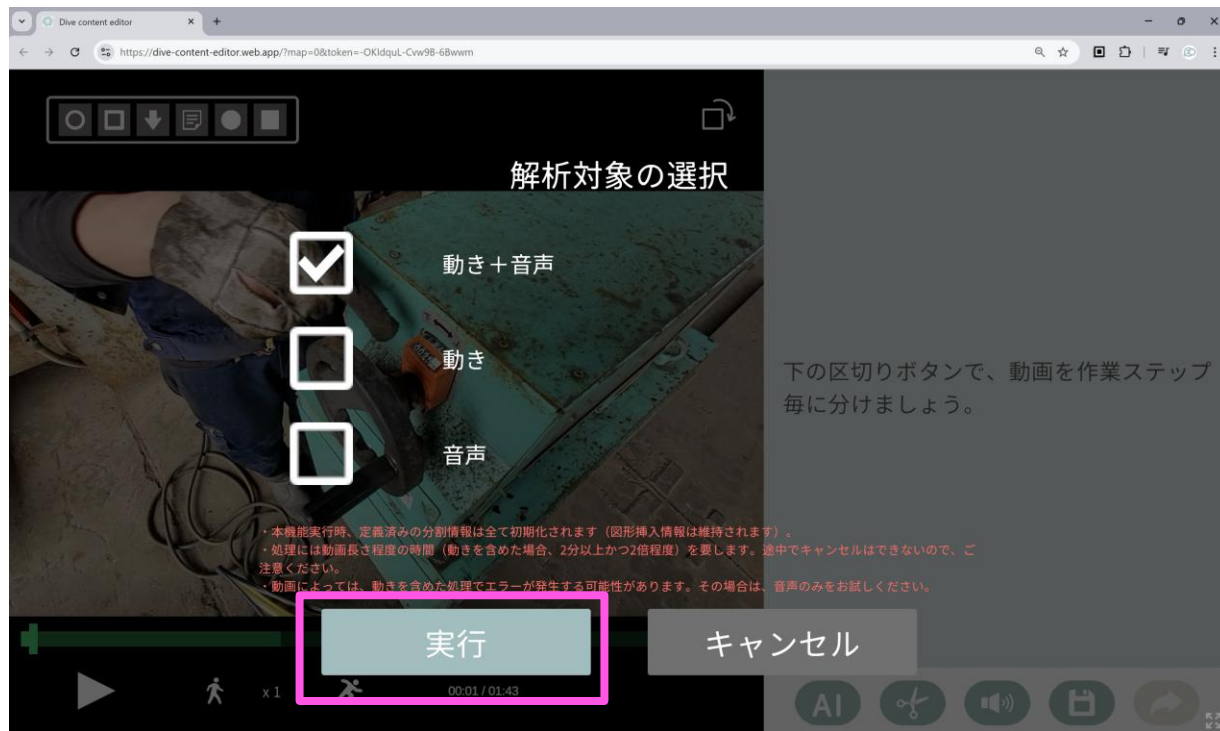 Dive content editor
https://dive-content-editor.web.app/?map=0&token=-OKIdquL-Cvw9B-6Bwwm
解析対象の選択
動き+音声
動き
音声
下の区切りボタンで、動画を作業ステップ
毎に分けましょう。
・本機能実行時、定義済みの分割情報は全て初期化されます(図形挿入情報は維持されます)。
・処理には動画長さ程度の時間(動きを含めた場合、2分以上かつ2倍程度)を要します。途中でキャンセルはできないので、ご
注意ください。
・動画によっては、動きを含めた処理でエラーが発生する可能性があります。その場合は、音声のみをお試しください。
実行
キャンセル
x 1
00:01 / 01:43
AI